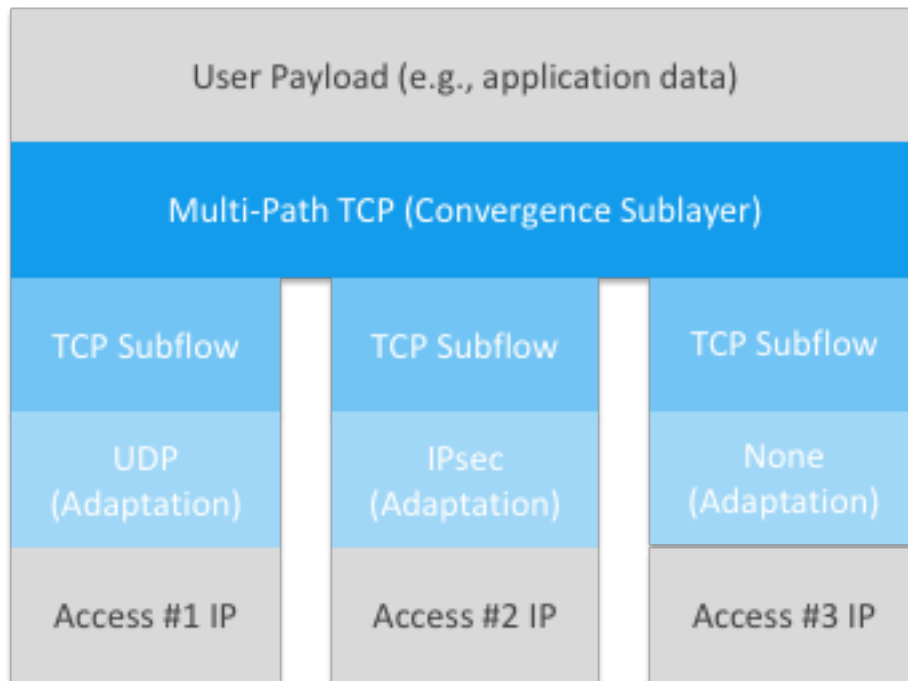 User Payload (e.g., application data)
Multi-Path TCP (Convergence Sublayer)
TCP Subflow
TCP Subflow
TCP Subflow
UDP
(Adaptation)
IPsec
(Adaptation)
None
(Adaptation)
Access #1 IP
Access #2 IP
Access #3 IP